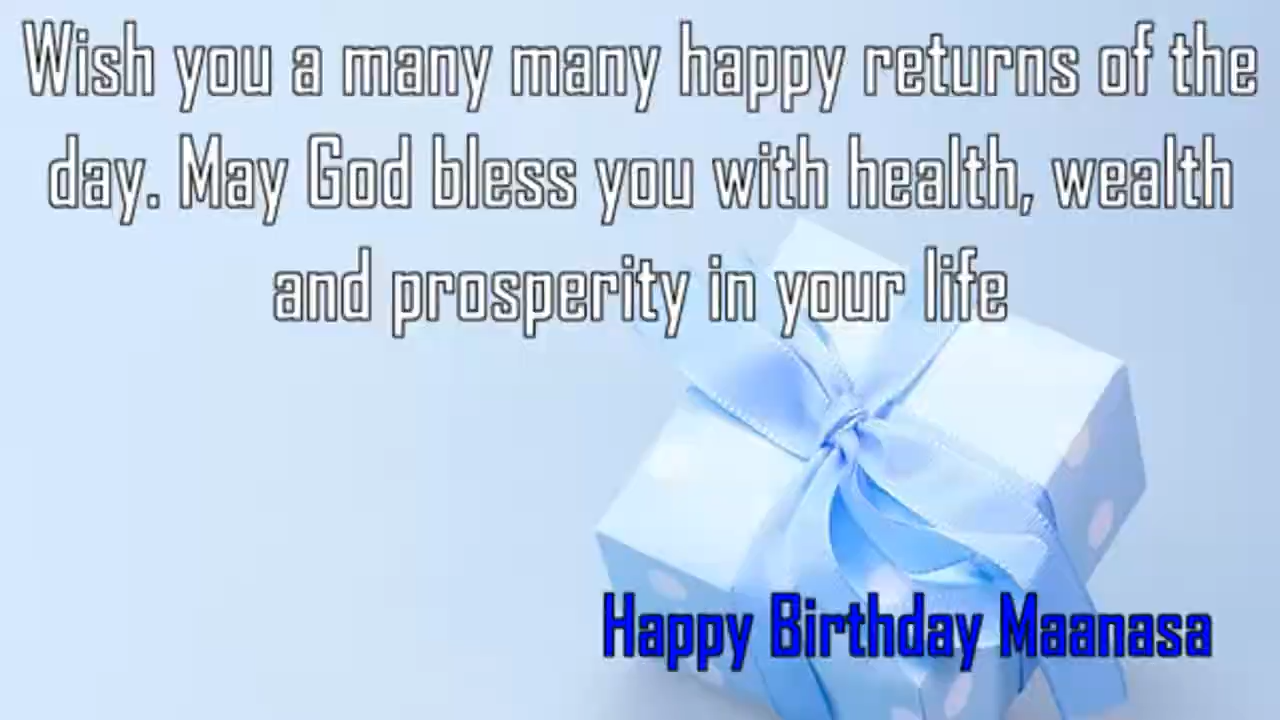 Wish you a many many happy returns of the
day. May God bless you with health, wealth
and prosperity in your life
Happy Birthday Maanasa